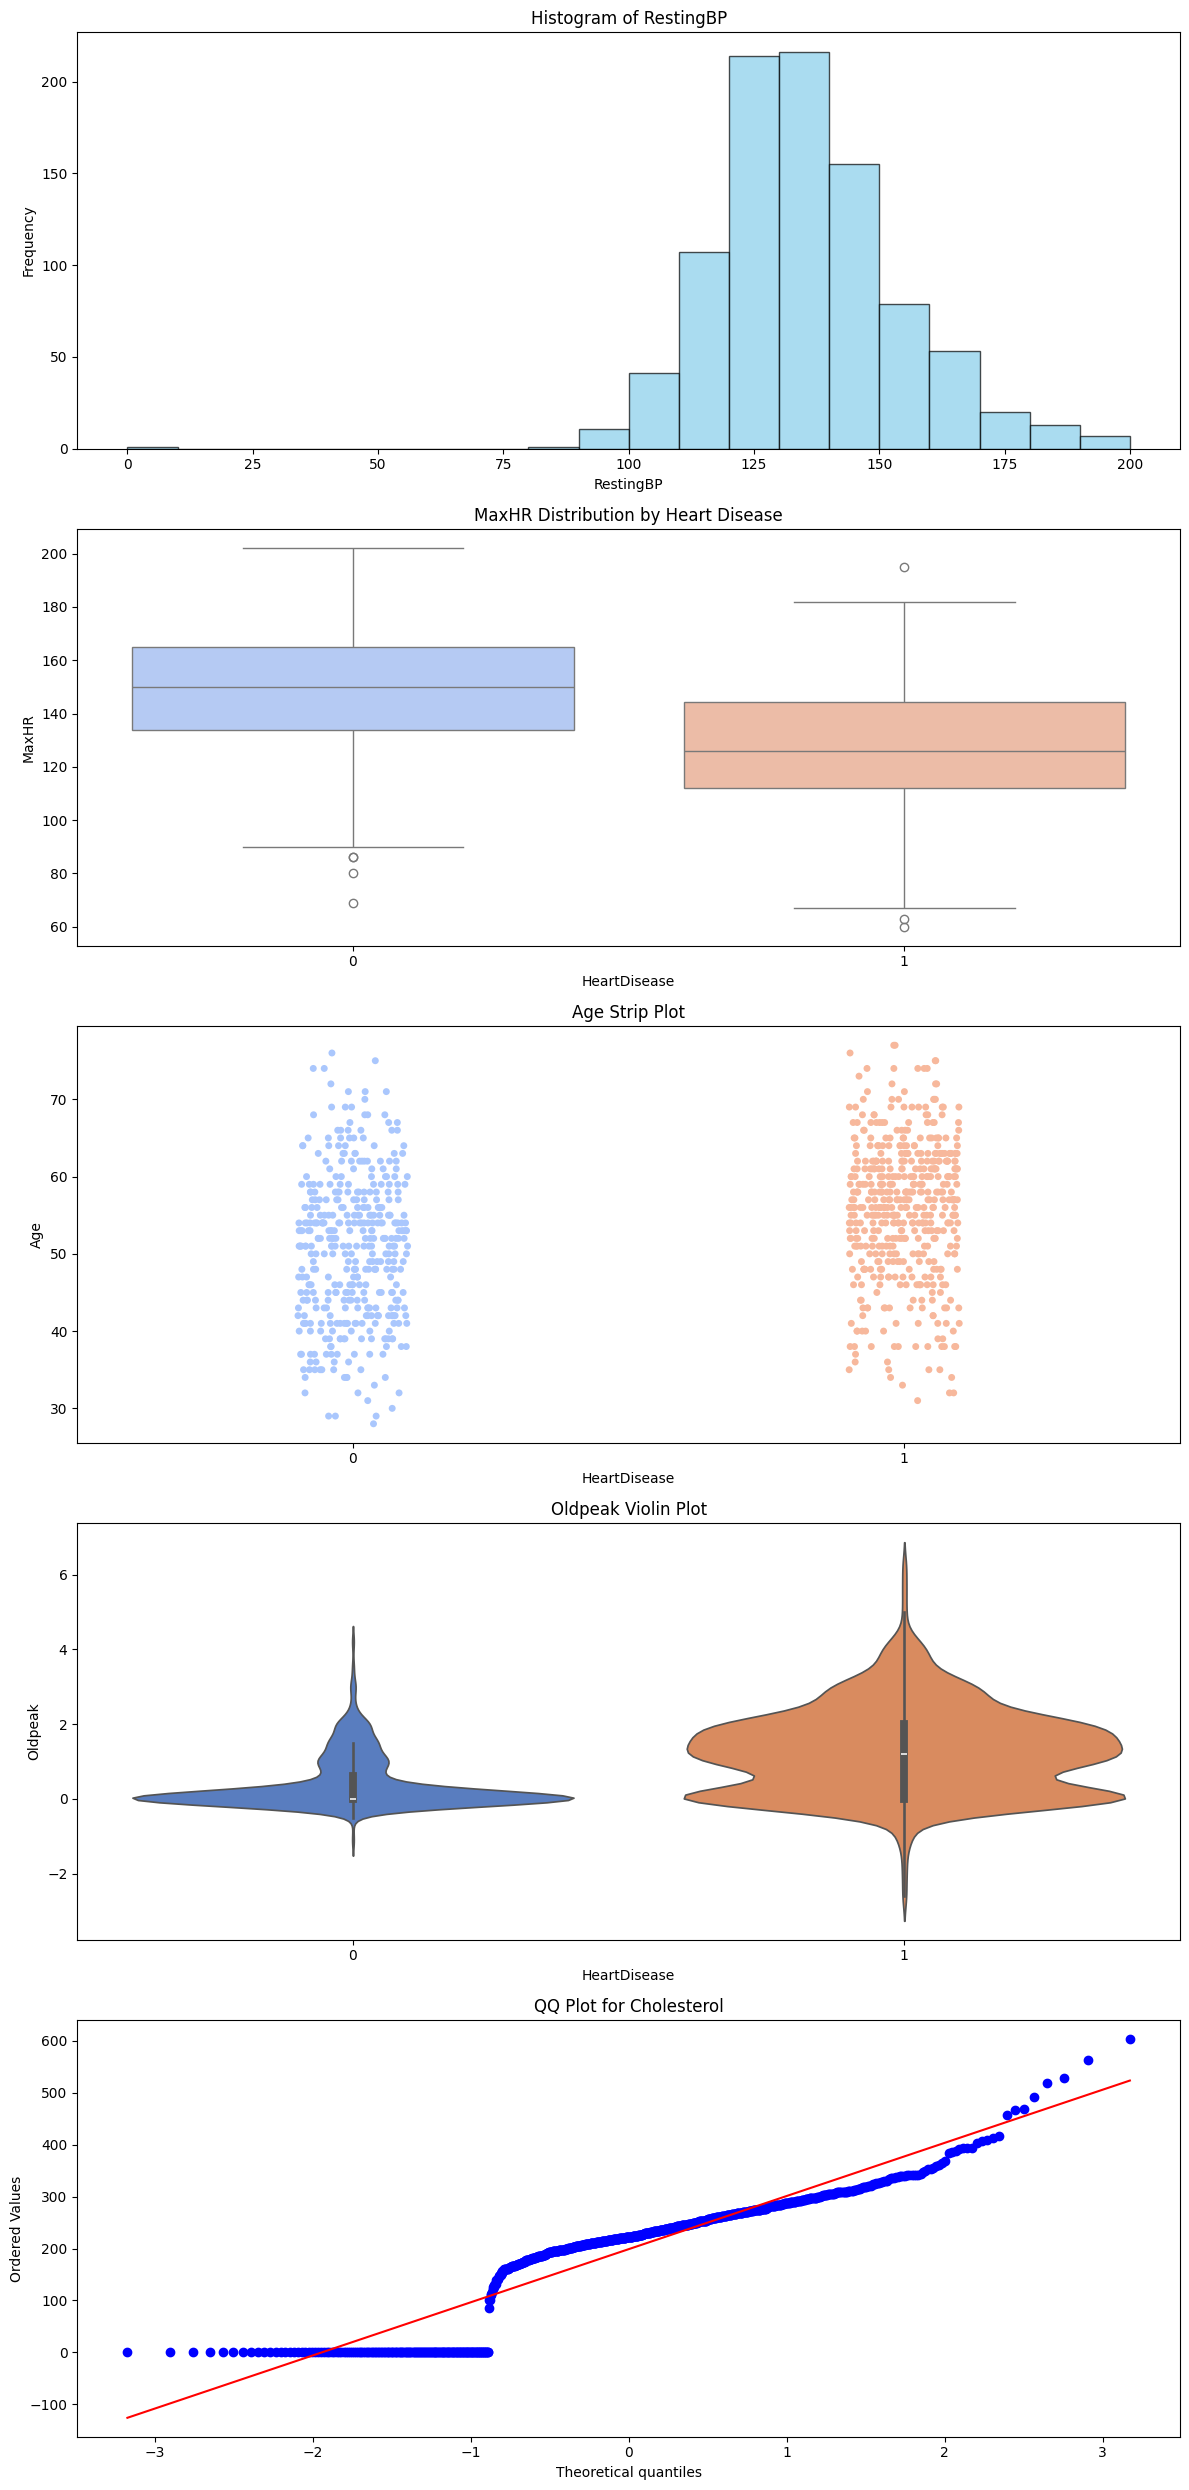 Histogram of RestingBP
200
150
100
50
0
Frequency
0 25 50 75 100 125 150 175 200
RestingBP
MaxHR Distribution by Heart Disease
200
180
160
140
120
100
80
60
MaxHR
0 1
HeartDisease
Age Strip Plot
70
60
50
40
30
Age
0 1
HeartDisease
Oldpeak Violin Plot
6
4
2
0
−2
Oldpeak
0 1
HeartDisease
QQ Plot for Cholesterol
600
500
400
300
200
100
0
−100
Ordered Values
−3 −2 −1 0 1 2 3
Theoretical quantiles